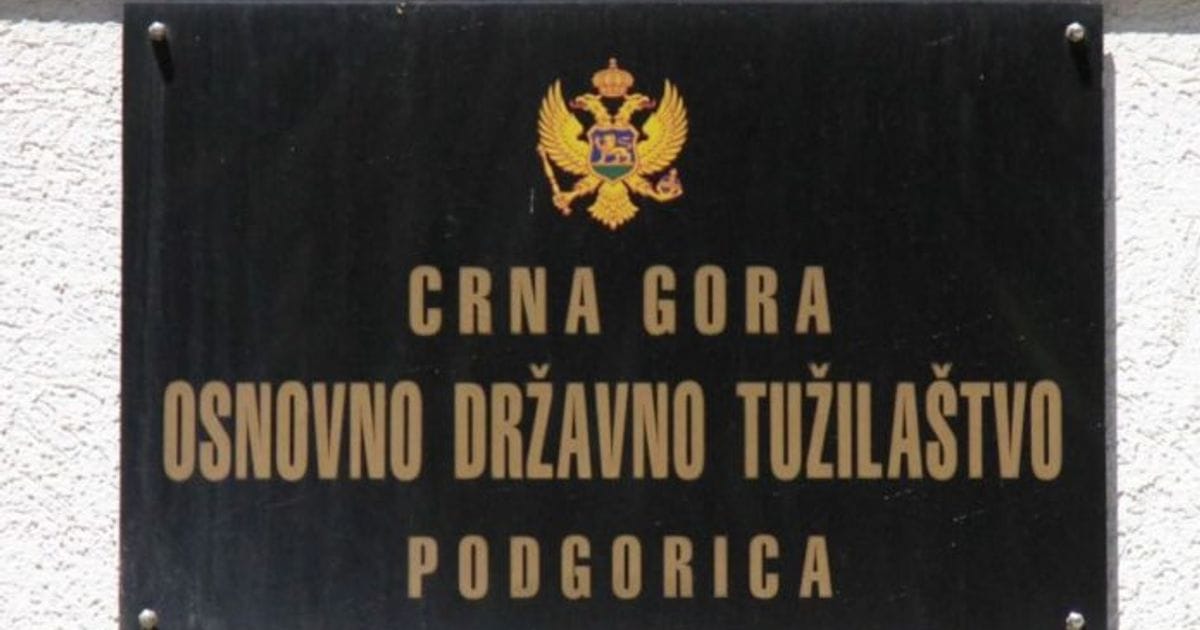 CRNA GORA
OSNOVNO DRŽAVNO TUŽILAŠTVO
PODGORICA